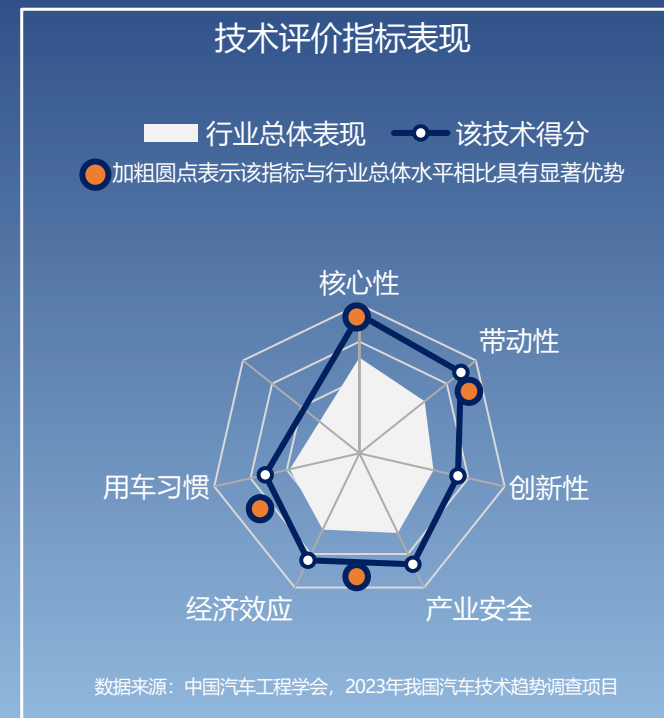 技术评价指标表现
行业总体表现 该技术得分
加粗圆点表示该指标与行业总体水平相比具有显著优势
核心性
带动性
用车习惯
创新性
经济效应
产业安全
数据来源：中国汽车工程学会，2023年我国汽车技术趋势调查项目